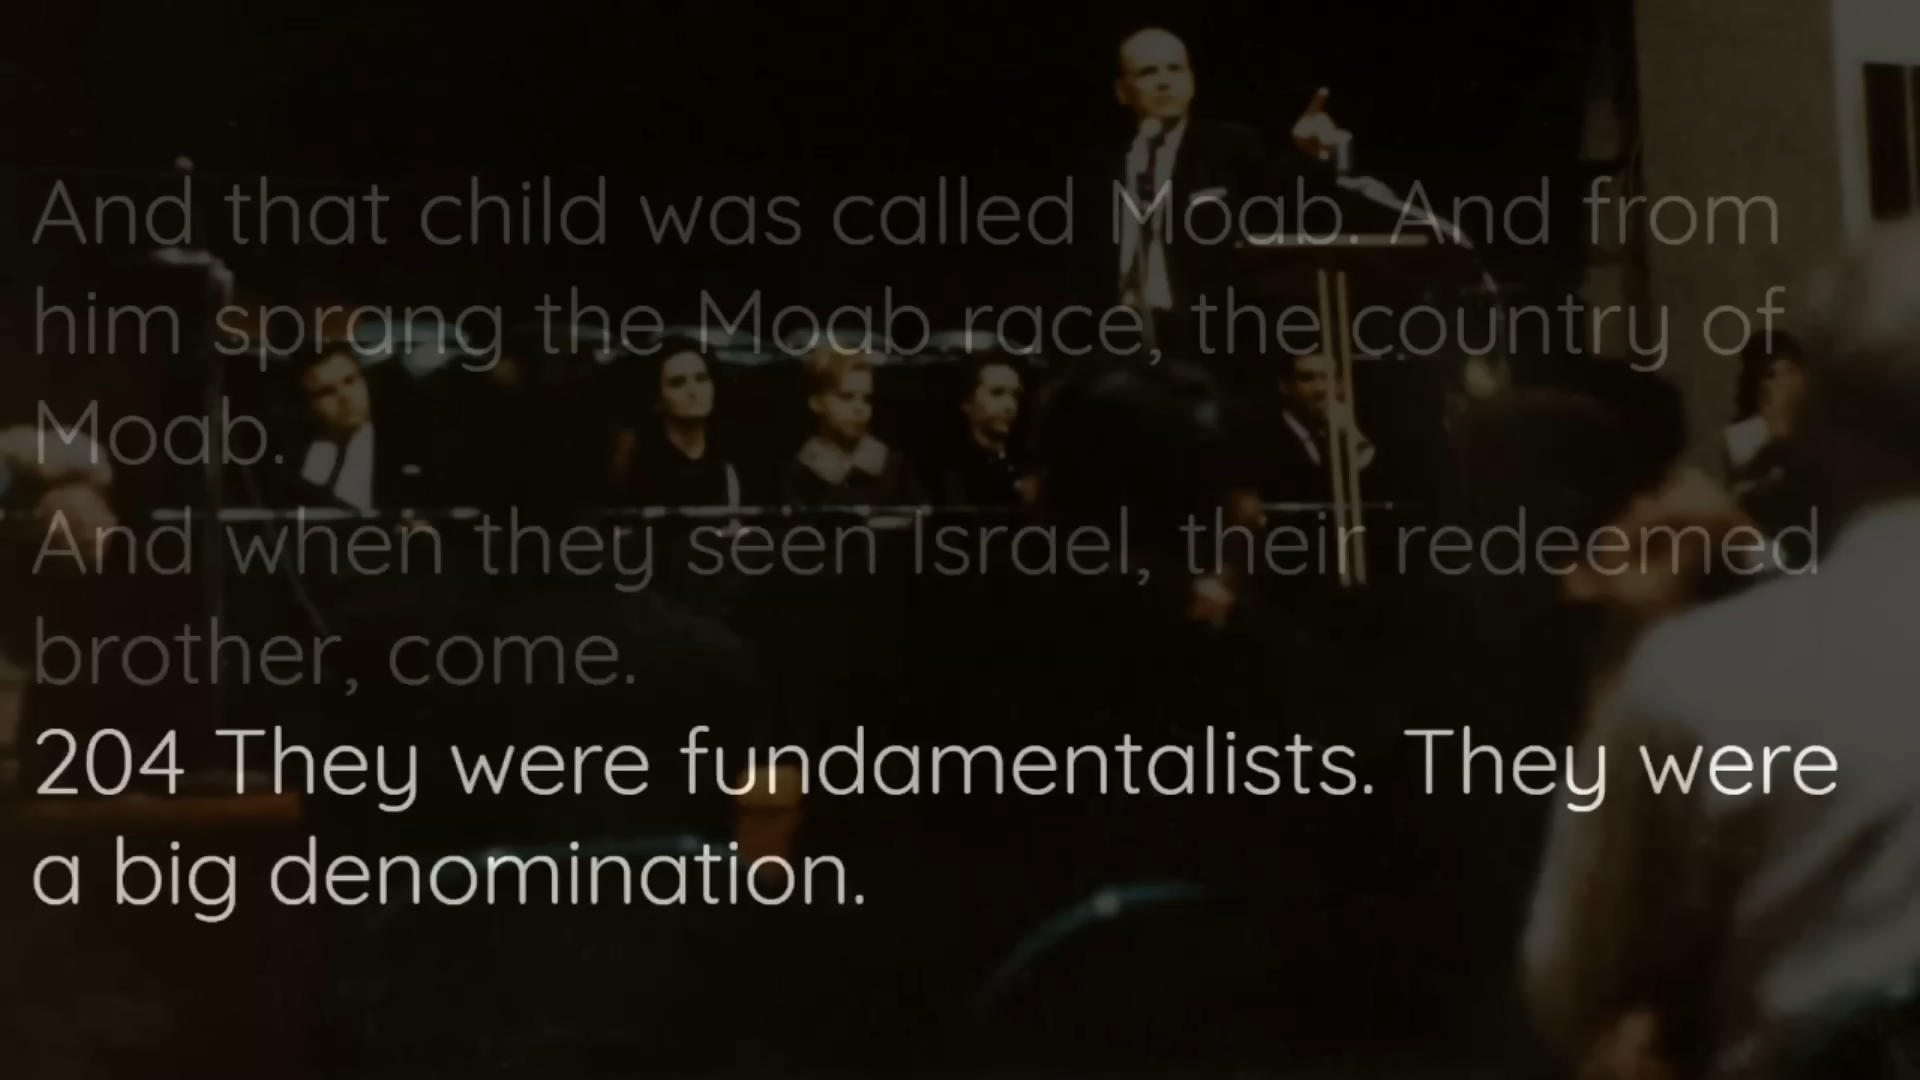 And that child was called Moab. And from
him sprang the Moab race, the country of
Moab.
And when they seen Israel, their redeemed
brother, come.
204 They were fundamentalists. They were
a big denomination.